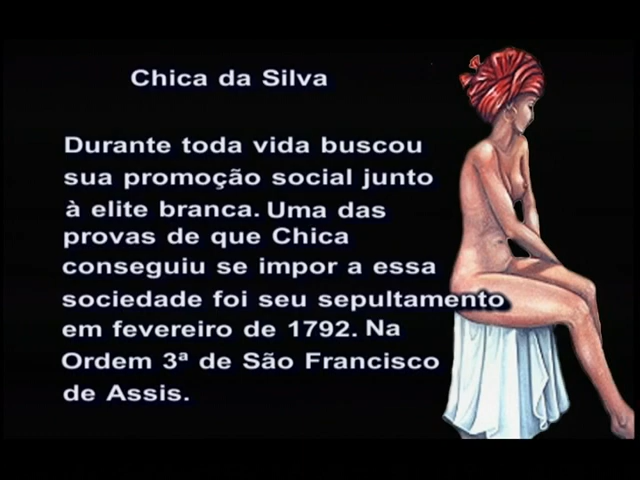 Chica da Silva
Durante toda vida buscou
sua promoção social junto
à elite branca. Uma das
provas de que Chica
conseguiu se impor a essa
sociedade foi seu sepultamento
em fevereiro de 1792. Na
Ordem 3ª de São Francisco
de Assis.